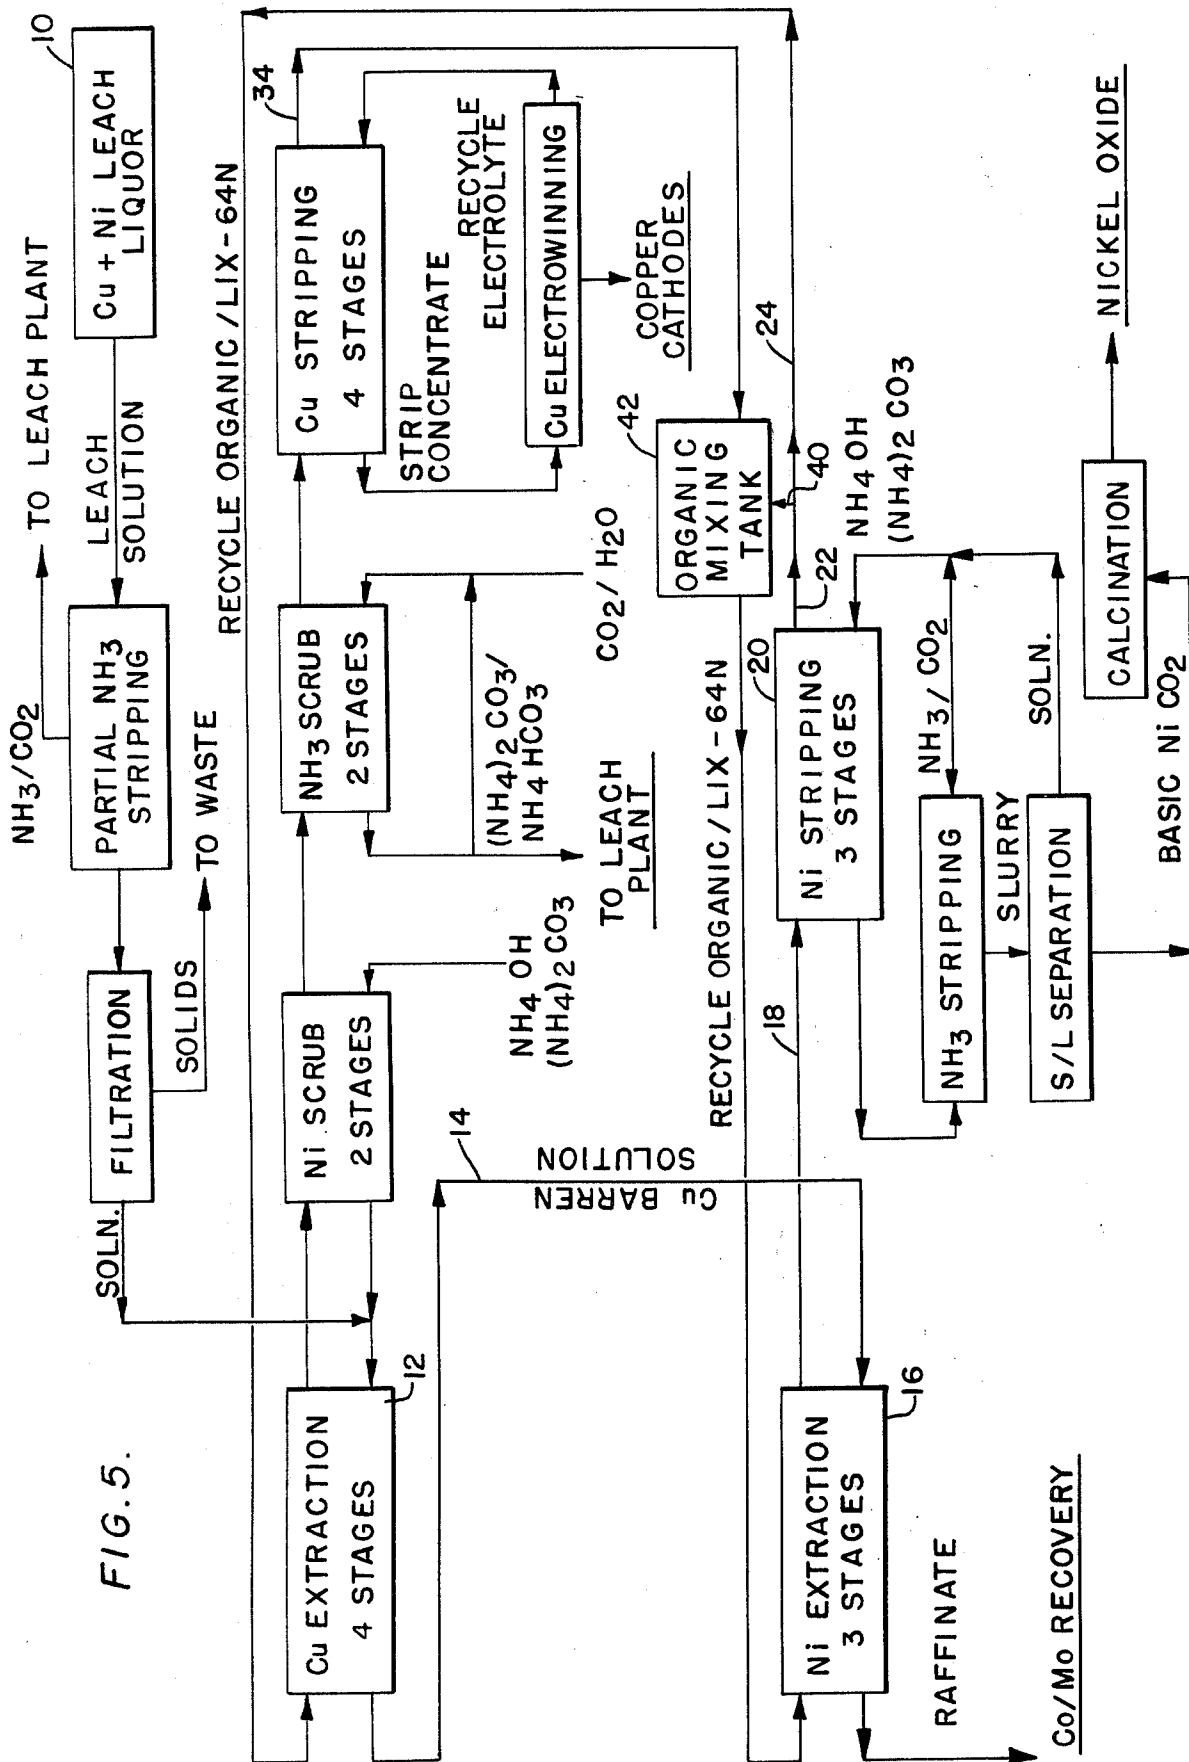 FIG. 5.
10
Cu + Ni LEACH
LIQUOR
LEACH
SOLUTION
TO LEACH PLANT
NH3/CO2
PARTIAL NH3
STRIPPING
FILTRATION
SOLIDS
TO WASTE
SOLN.
RECYCLE ORGANIC / LIX-64N
Cu EXTRACTION
4 STAGES
12
Ni SCRUB
2 STAGES
NH4 OH
(NH4)2 CO3
NH3 SCRUB
2 STAGES
(NH4)2 CO3/
NH4 HCO3
TO LEACH
PLANT
CO2/ H2O
Cu STRIPPING
4 STAGES
34
STRIP
CONCENTRATE
RECYCLE
ELECTROLYTE
Cu ELECTROWINNING
COPPER
CATHODES
14
Cu BARREN
SOLUTION
RECYCLE ORGANIC / LIX-64N
ORGANIC
MIXING
TANK
42
40
24
22
Ni EXTRACTION
3 STAGES
16
18
Ni STRIPPING
3 STAGES
20
NH4 OH
(NH4)2 CO3
RAFFINATE
Co/Mo RECOVERY
NH3 STRIPPING
NH3/CO2
SLURRY
S/L SEPARATION
SOLN.
BASIC Ni CO2
CALCINATION
NICKEL OXIDE